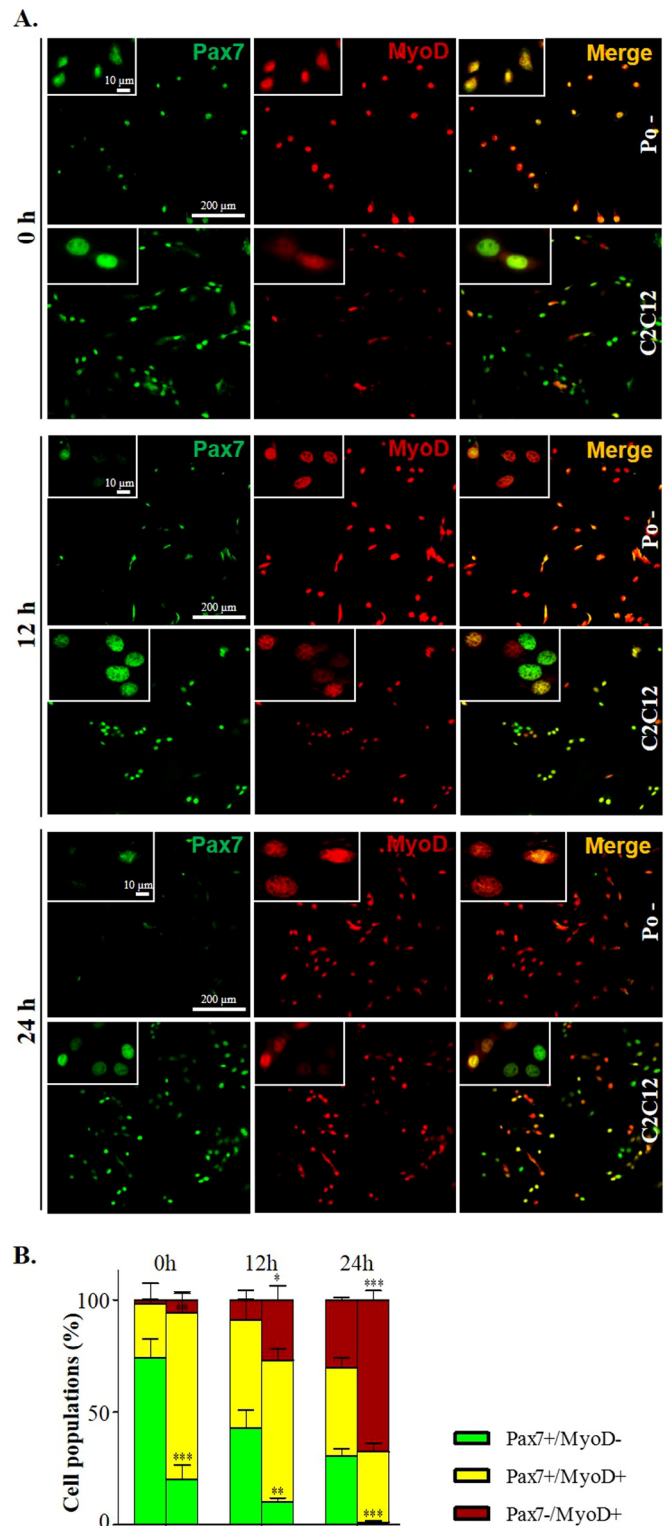 A.
Pax7 MyoD Merge
10 µm
200 µm
Po -
0 h
C2C12
Pax7 MyoD Merge
10 µm
200 µm
Po -
12 h
C2C12
Pax7 MyoD Merge
10 µm
200 µm
Po -
24 h
C2C12
B.
0h 12h 24h
* ***
100
**
Cell populations (%)
50
Pax7+/MyoD-
*** Pax7+/MyoD+
** ***
0 Pax7-/MyoD+